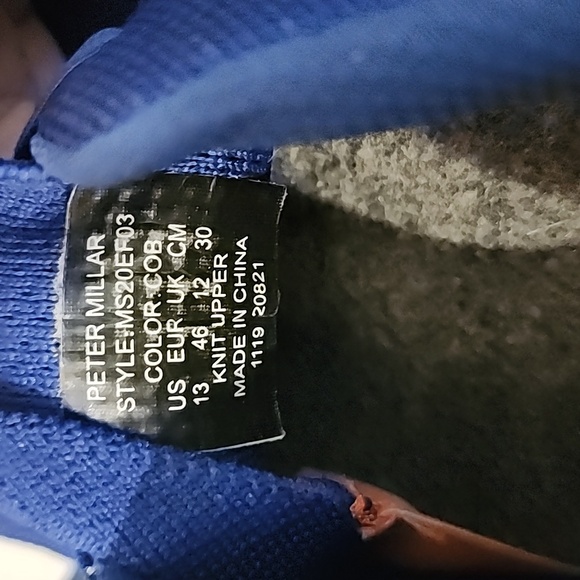 PETER MILLAR
STYLE:MS20EF03
COLOR:COB
US EUR UK CM
13 46 12 30
KNIT UPPER
MADE IN CHINA
1119 20821